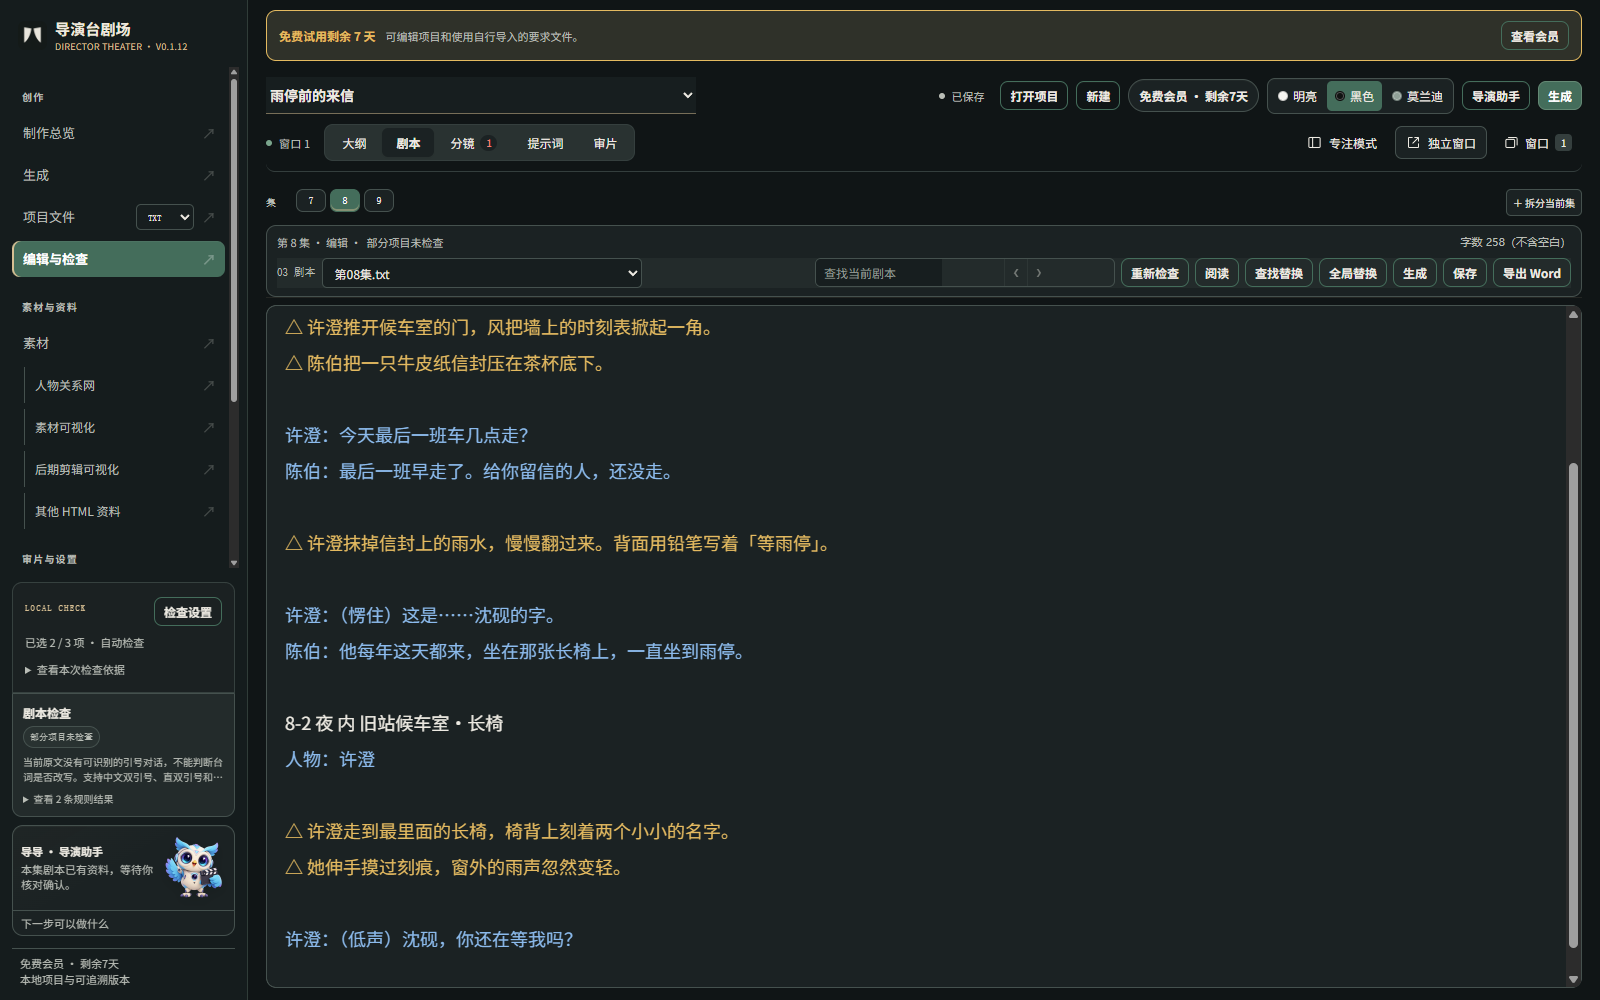 导演台剧场
DIRECTOR THEATER · V0.1.12
创作
制作总览
生成
项目文件 TXT
编辑与检查
素材与资料
素材
人物关系网
素材可视化
后期剪辑可视化
其他 HTML 资料
审片与设置
LOCAL CHECK 检查设置
已选 2 / 3 项 · 自动检查
查看本次检查依据
剧本检查
部分项目未检查
当前原文没有可识别的引号对话，不能判断台
词是否改写。支持中文双引号、直双引号和…
查看 2 条规则结果
导导 · 导演助手
本集剧本已有资料，等待你
核对确认。
下一步可以做什么
免费会员 · 剩余7天
本地项目与可追溯版本
免费试用剩余 7 天 可编辑项目和使用自行导入的要求文件。 查看会员
雨停前的来信 已保存 打开项目 新建 免费会员 · 剩余7天 明亮 黑色 莫兰迪 导演助手 生成
窗口 1 大纲 剧本 分镜 1 提示词 审片 专注模式 独立窗口 窗口 1
集 7 8 9 + 拆分当前集
第 8 集 · 编辑 · 部分项目未检查 字数 258 (不含空白)
03 剧本 第08集.txt 查找当前剧本 ‹ › 重新检查 阅读 查找替换 全局替换 生成 保存 导出 Word
△ 许澄推开候车室的门，风把墙上的时刻表掀起一角。
△ 陈伯把一只牛皮纸信封压在茶杯底下。
许澄：今天最后一班车几点走？
陈伯：最后一班早走了。给你留信的人，还没走。
△ 许澄抹掉信封上的雨水，慢慢翻过来。背面用铅笔写着「等雨停」。
许澄：（愣住）这是……沈砚的字。
陈伯：他每年这天都来，坐在那张长椅上，一直坐到雨停。
8-2 夜 内 旧站候车室·长椅
人物：许澄
△ 许澄走到最里面的长椅，椅背上刻着两个小小的名字。
△ 她伸手摸过刻痕，窗外的雨声忽然变轻。
许澄：（低声）沈砚，你还在等我吗？